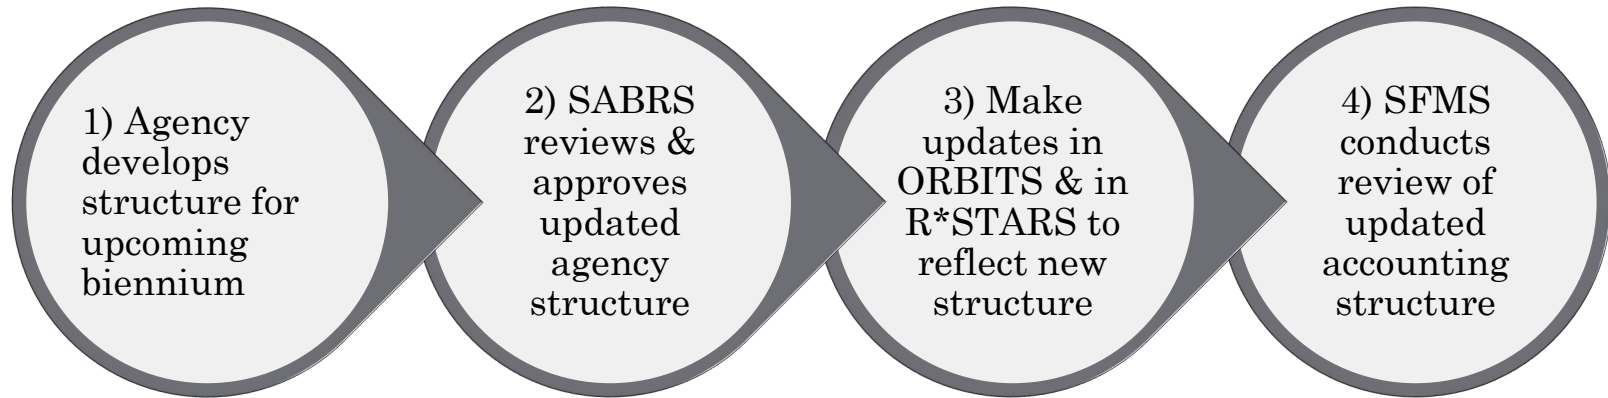 1) Agency
develops
structure for
upcoming
biennium
2) SABRS
reviews &
approves
updated
agency
structure
3) Make
updates in
ORBITS & in
R*STARS to
reflect new
structure
4) SFMS
conducts
review of
updated
accounting
structure